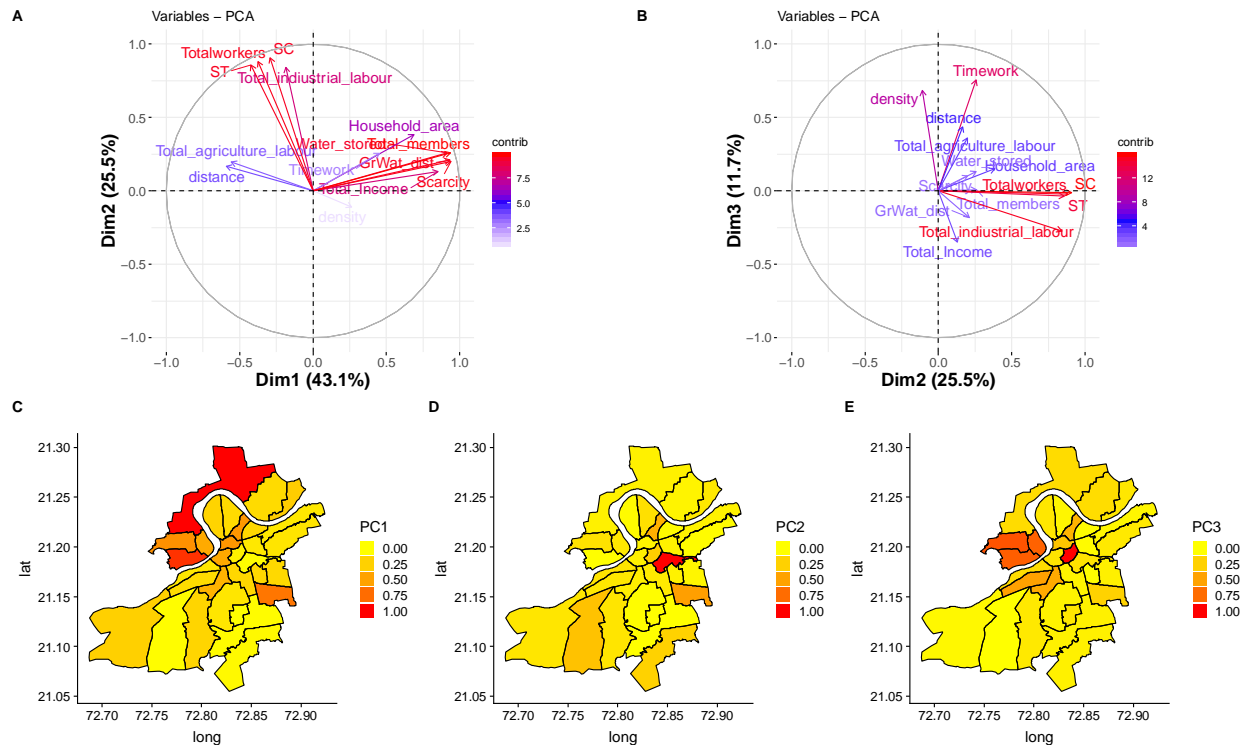 A
Variables − PCA
Totalworkers
SC
ST
Total_indiustrial_labour
Household_area
Water_stored
Total_members
Total_agriculture_labour
Timework
GrWat_dist
distance
Total_Income
Scarcity
density
1.0
0.5
0.0
−0.5
−1.0
−1.0
−0.5
0.0
0.5
1.0
Dim2 (25.5%)
Dim1 (43.1%)
contrib
7.5
5.0
2.5
B
Variables − PCA
Timework
density
distance
Total_agriculture_labour
Water_stored
Household_area
Scarcity
Totalworkers
SC
Total_members
ST
GrWat_dist
Total_indiustrial_labour
Total_Income
1.0
0.5
0.0
−0.5
−1.0
−1.0
−0.5
0.0
0.5
1.0
Dim3 (11.7%)
Dim2 (25.5%)
contrib
12
8
4
C
21.30
21.25
21.20
21.15
21.10
21.05
72.70
72.75
72.80
72.85
72.90
lat
long
PC1
0.00
0.25
0.50
0.75
1.00
D
21.30
21.25
21.20
21.15
21.10
21.05
72.70
72.75
72.80
72.85
72.90
lat
long
PC2
0.00
0.25
0.50
0.75
1.00
E
21.30
21.25
21.20
21.15
21.10
21.05
72.70
72.75
72.80
72.85
72.90
lat
long
PC3
0.00
0.25
0.50
0.75
1.00